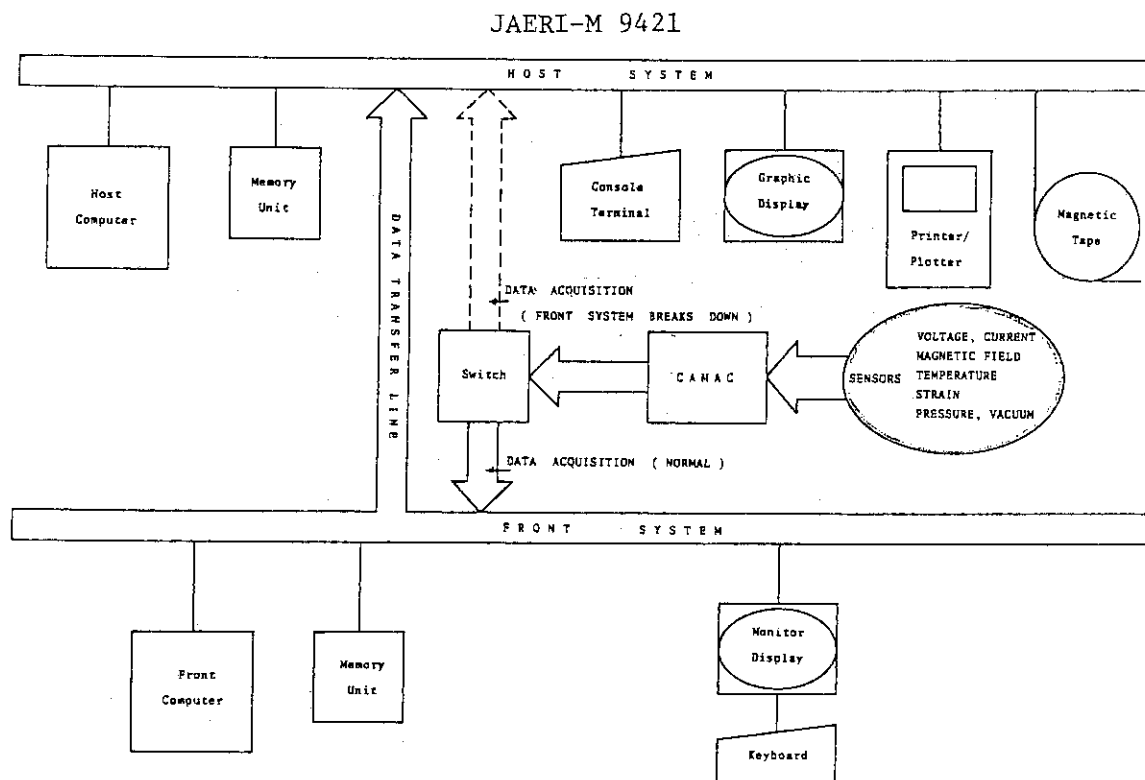 JAERI-M 9421
HOST SYSTEM
Host
Computer
Memory
Unit
Console
Terminal
Graphic
Display
Printer/
Plotter
Magnetic
Tape
DATA TRANSFER LINE
DATA ACQUISITION
( FRONT SYSTEM BREAKS DOWN )
Switch
CAMAC
SENSORS
VOLTAGE, CURRENT
MAGNETIC FIELD
TEMPERATURE
STRAIN
PRESSURE, VACUUM
DATA ACQUISITION ( NORMAL )
FRONT SYSTEM
Front
Computer
Memory
Unit
Monitor
Display
Keyboard